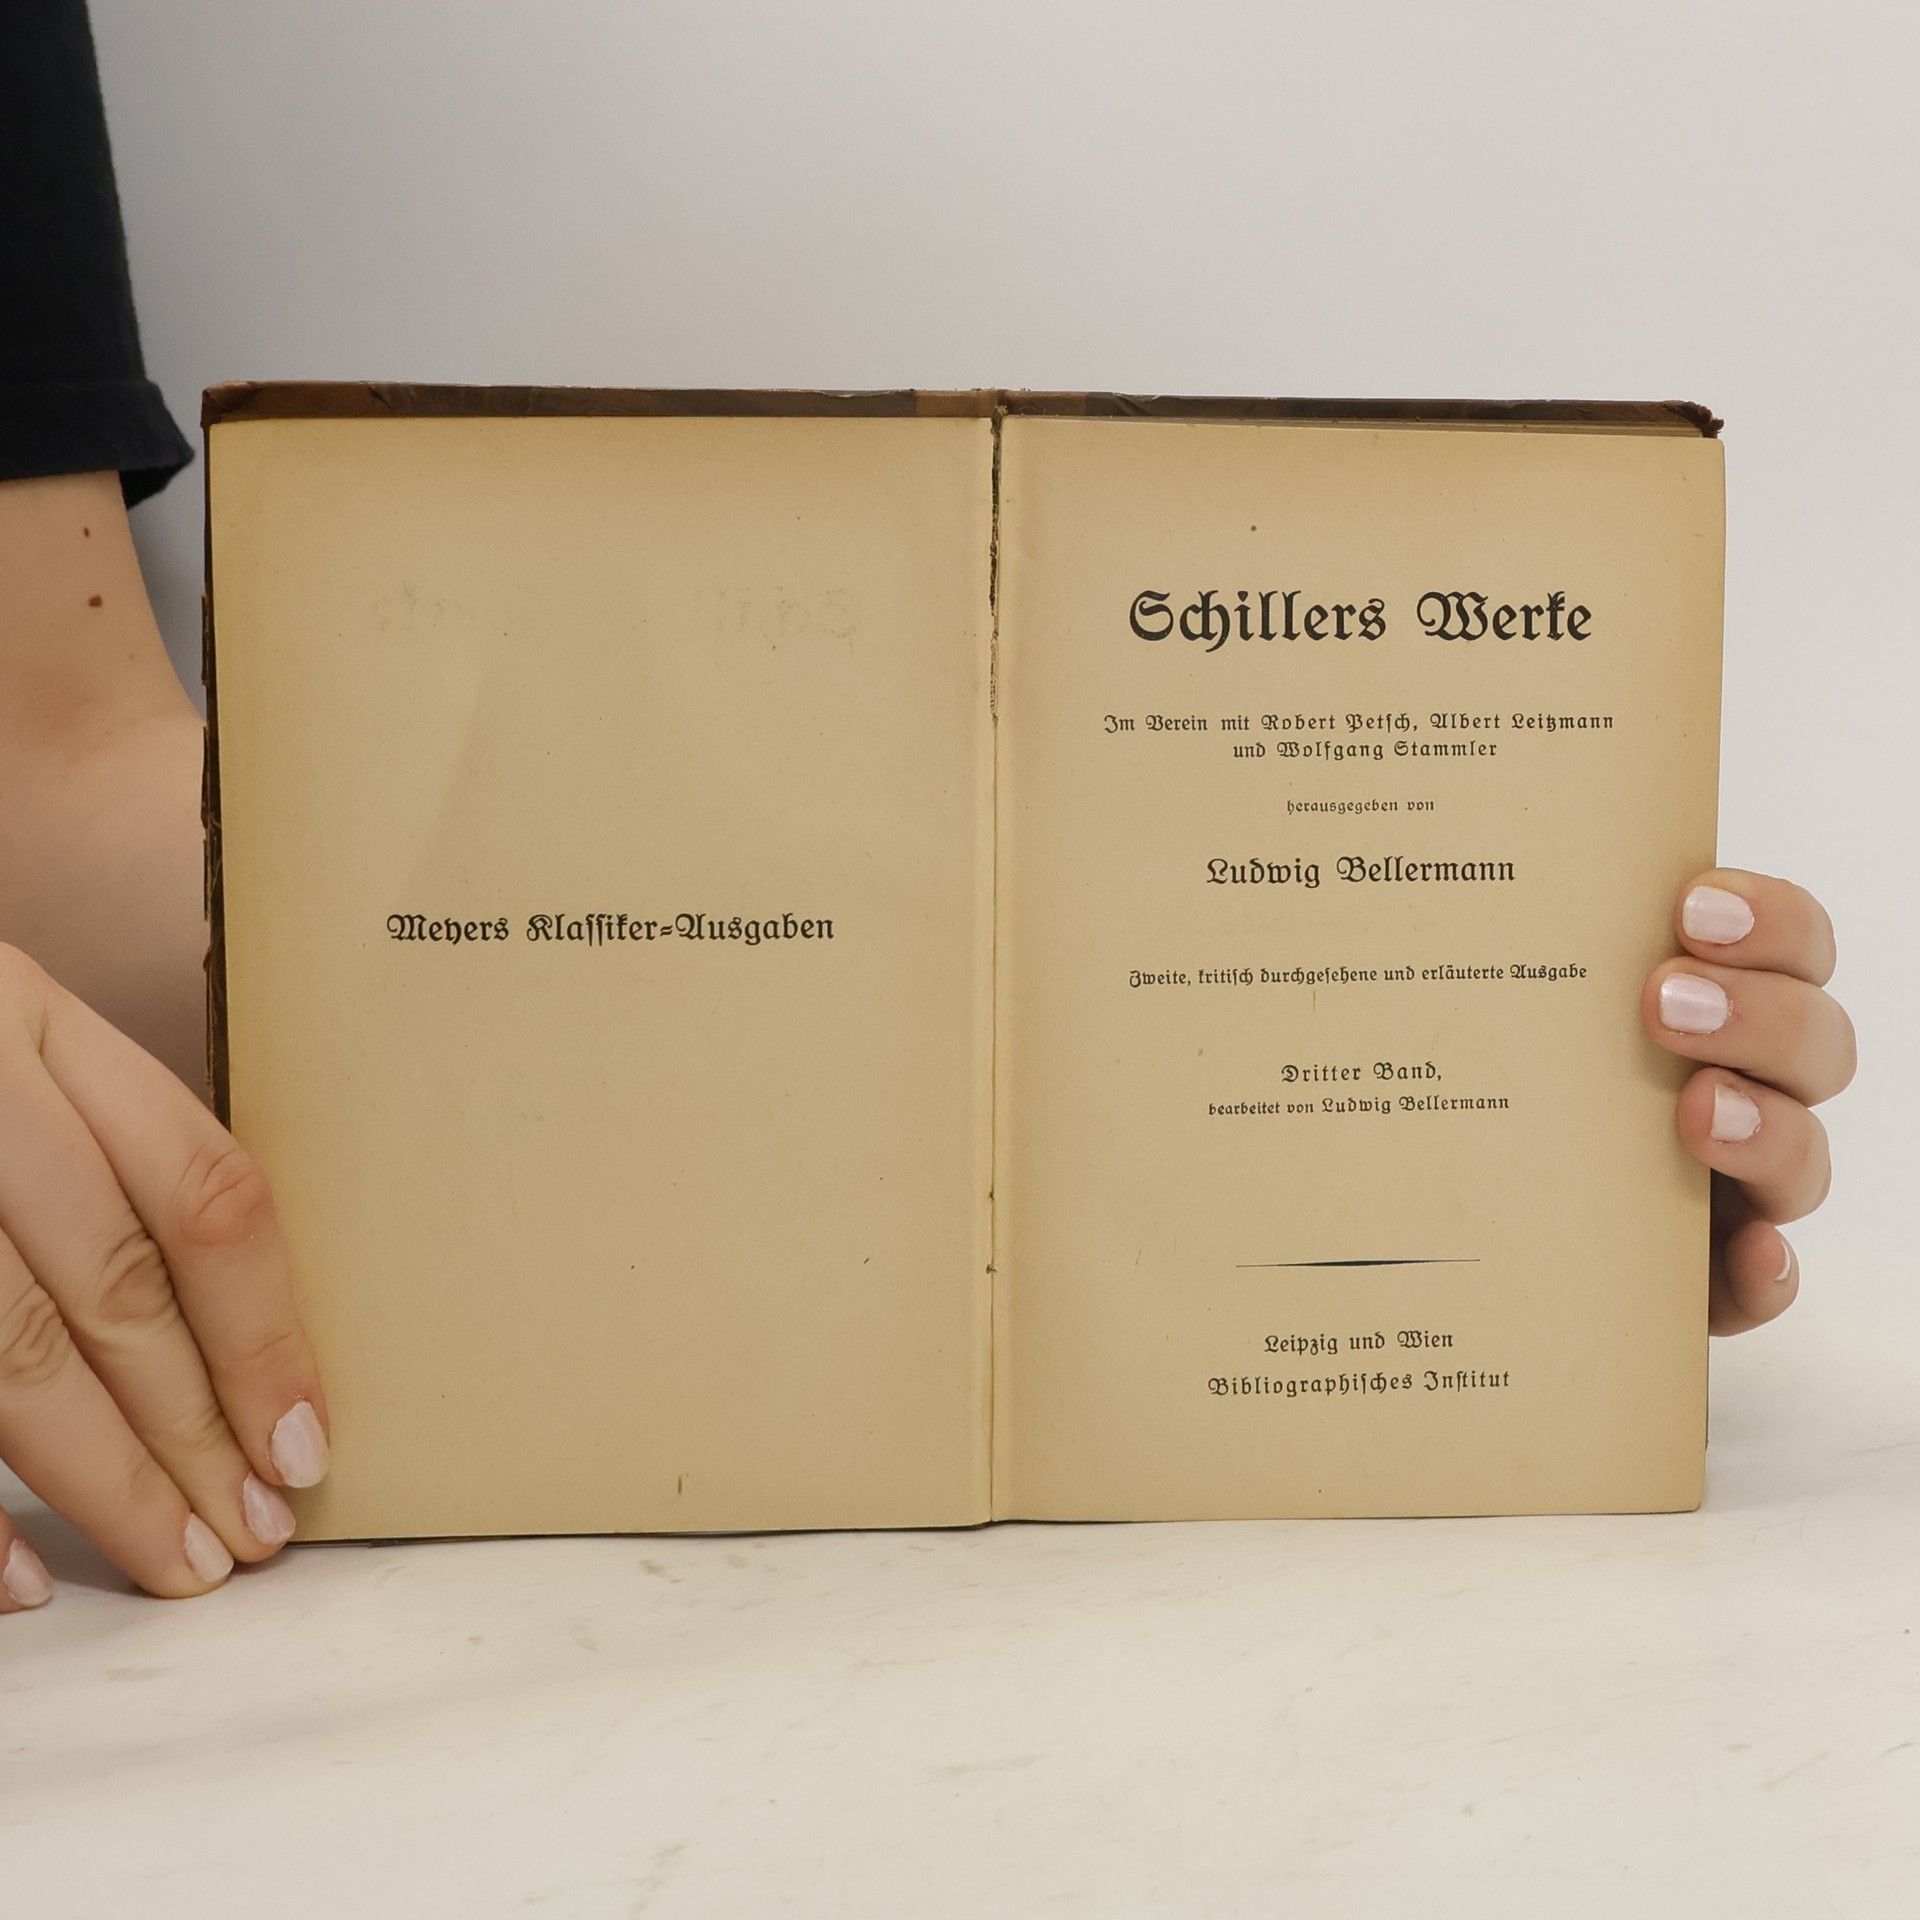 Meyers Klaſſiker-Ausgaben
Schillers Werke
Im Verein mit Robert Petſch, Albert Leitzmann
und Wolfgang Stammler
herausgegeben von
Ludwig Bellermann
Zweite, kritiſch durchgeſehene und erläuterte Ausgabe
Dritter Band,
bearbeitet von Ludwig Bellermann
Leipzig und Wien
Bibliographiſches Inſtitut